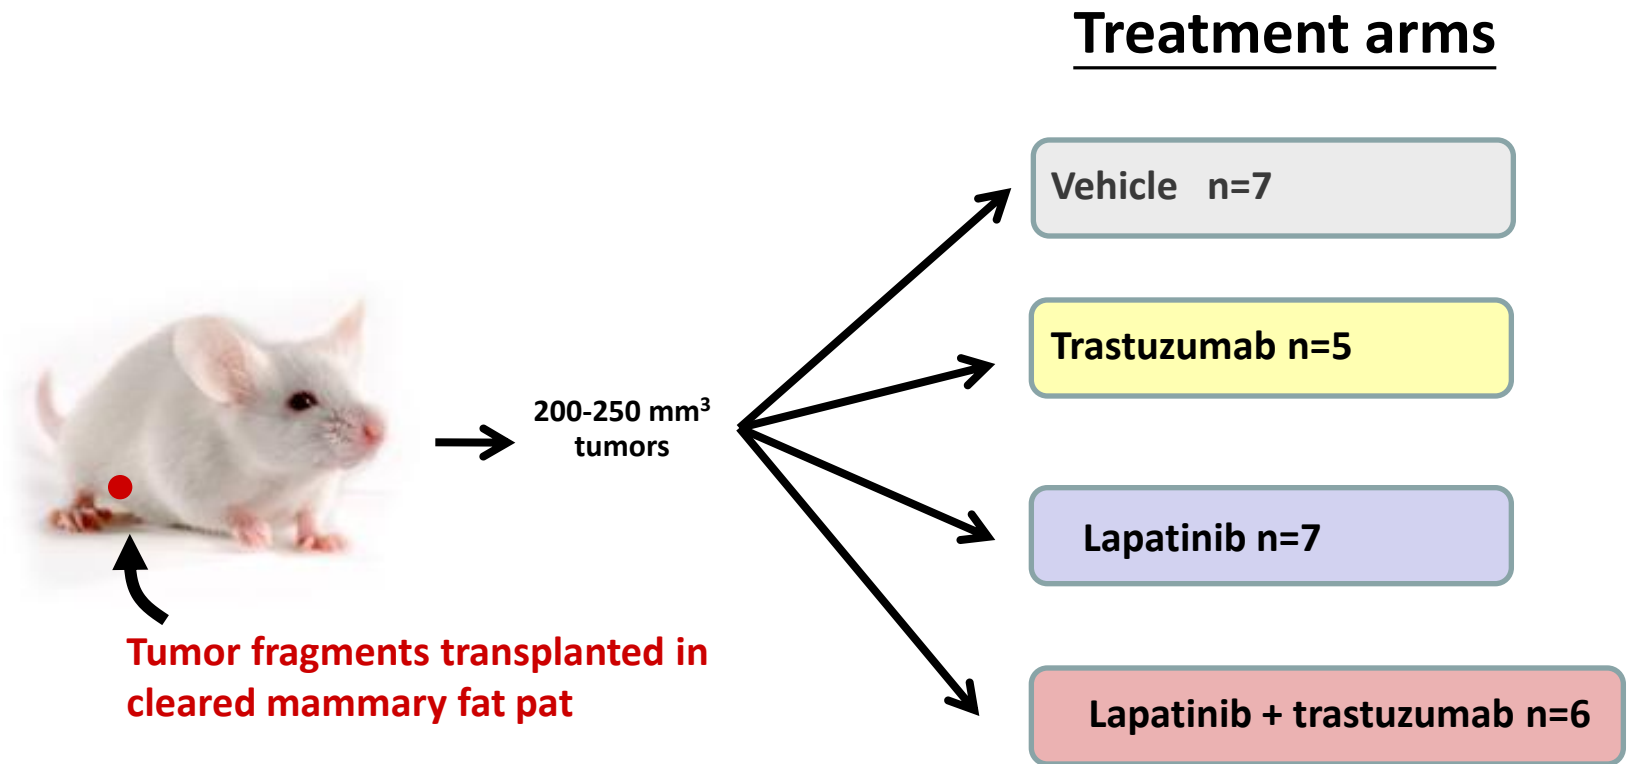 Treatment arms
Vehicle n=7
Trastuzumab n=5
200-250 mm³
tumors
Lapatinib n=7
Tumor fragments transplanted in
cleared mammary fat pat
Lapatinib + trastuzumab n=6